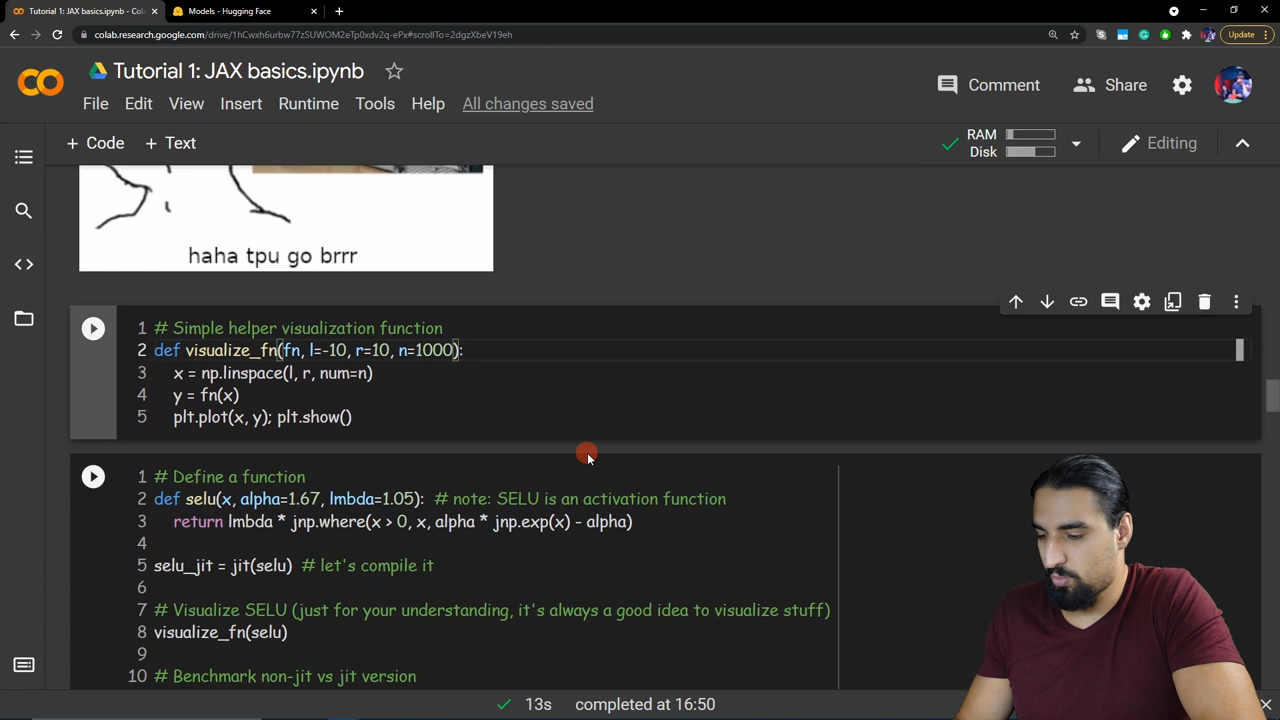 Tutorial 1: JAX basics.ipynb - Co
Models - Hugging Face
colab.research.google.com/drive/1hCwxh6urbw77zSUWOM2eTp0xdv2q-ePx#scrollTo=2dgzXbeV19eh
Update
Tutorial 1: JAX basics.ipynb
File Edit View Insert Runtime Tools Help All changes saved
Comment Share
+ Code + Text
RAM
Disk
Editing
haha tpu go brrr
1 # Simple helper visualization function
2 def visualize_fn(fn, l=-10, r=10, n=1000):
3 x = np.linspace(l, r, num=n)
4 y = fn(x)
5 plt.plot(x, y); plt.show()
1 # Define a function
2 def selu(x, alpha=1.67, lmbda=1.05): # note: SELU is an activation function
3 return lmbda * jnp.where(x > 0, x, alpha * jnp.exp(x) - alpha)
4
5 selu_jit = jit(selu) # let's compile it
6
7 # Visualize SELU (just for your understanding, it's always a good idea to visualize stuff)
8 visualize_fn(selu)
9
10 # Benchmark non-jit vs jit version
13s completed at 16:50